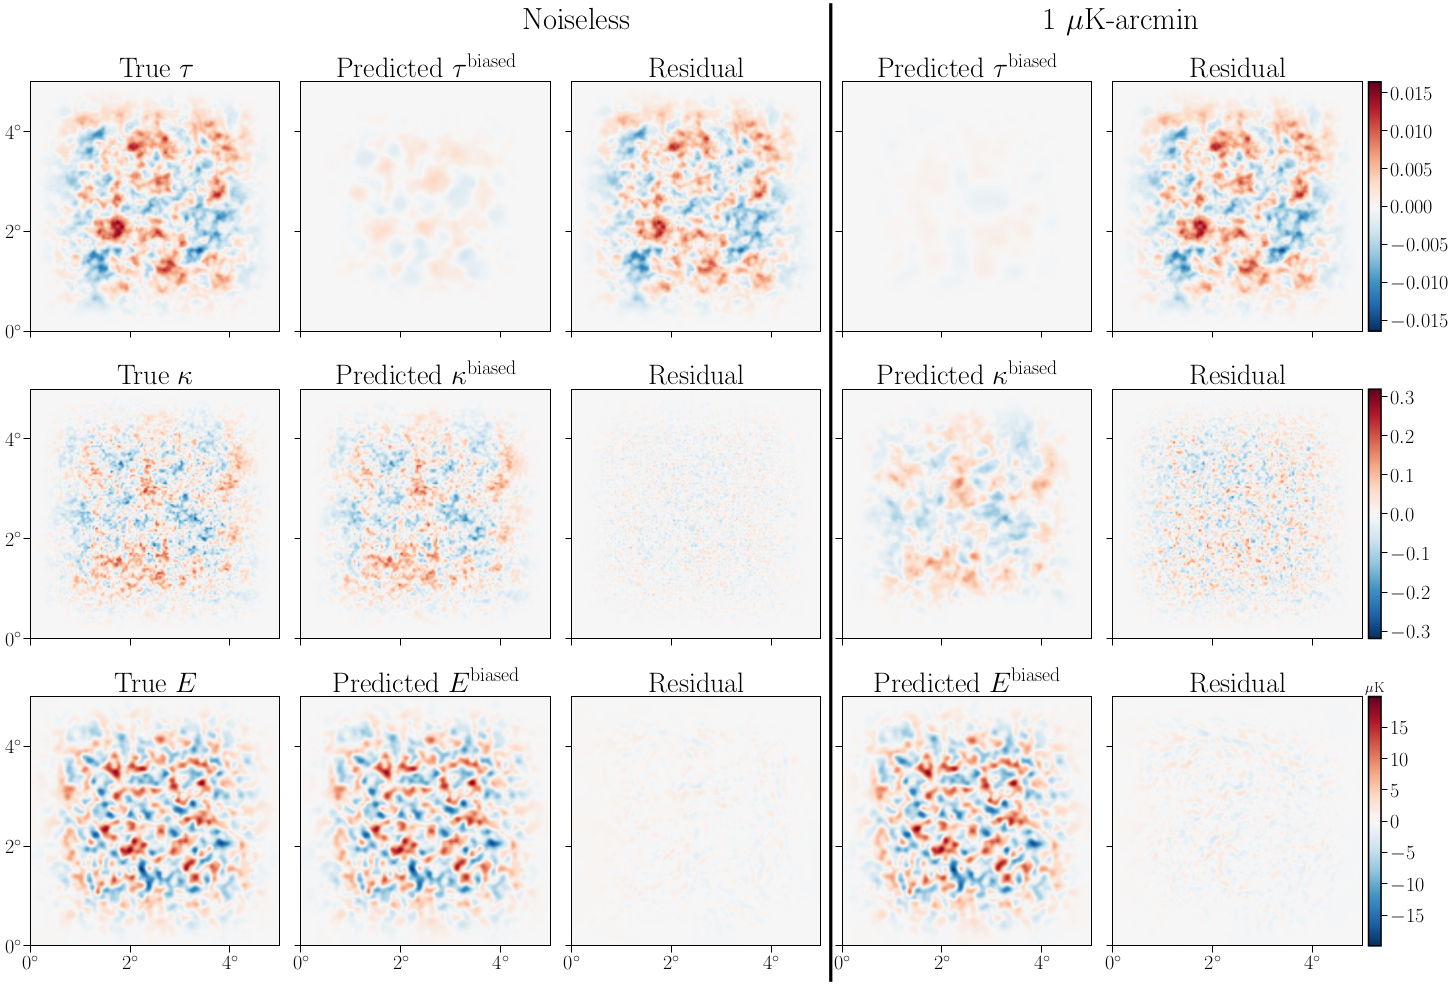 Noiseless
1 μK-arcmin
True τ
Predicted τ^biased
Residual
Predicted τ^biased
Residual
4°
2°
0°
0.015
0.010
0.005
0.000
−0.005
−0.010
−0.015
True κ
Predicted κ^biased
Residual
Predicted κ^biased
Residual
4°
2°
0°
0.3
0.2
0.1
0.0
−0.1
−0.2
−0.3
True E
Predicted E^biased
Residual
Predicted E^biased
Residual
μK
4°
2°
0°
15
10
5
0
−5
−10
−15
0° 2° 4° 0° 2° 4° 0° 2° 4° 0° 2° 4° 0° 2° 4°